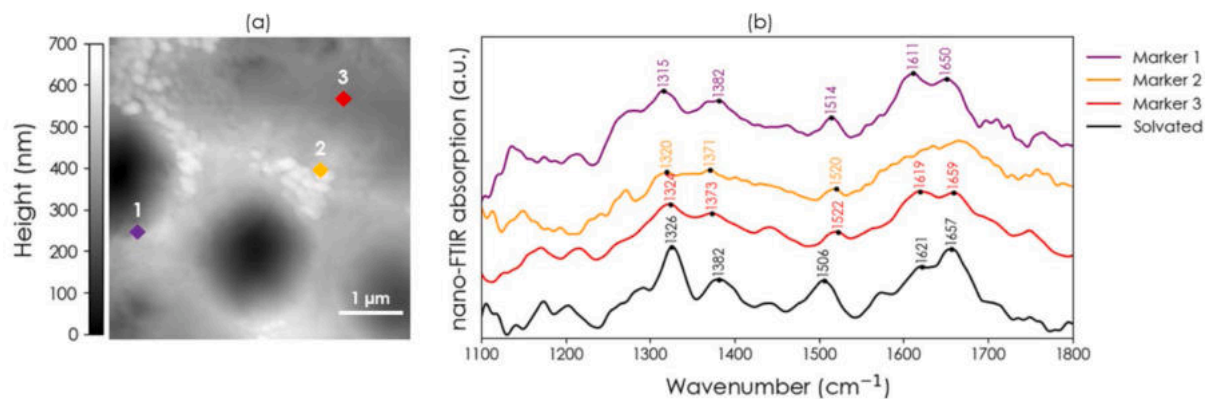 (a)
Height (nm)
700
600
500
400
300
200
100
0
3
2
1
1 μm
(b)
nano-FTIR absorption (a.u.)
1315
1382
1514
1611
1650
1320
1371
1520
1324
1373
1522
1619
1659
1326
1382
1506
1621
1657
1100 1200 1300 1400 1500 1600 1700 1800
Wavenumber (cm⁻¹)
Marker 1
Marker 2
Marker 3
Solvated